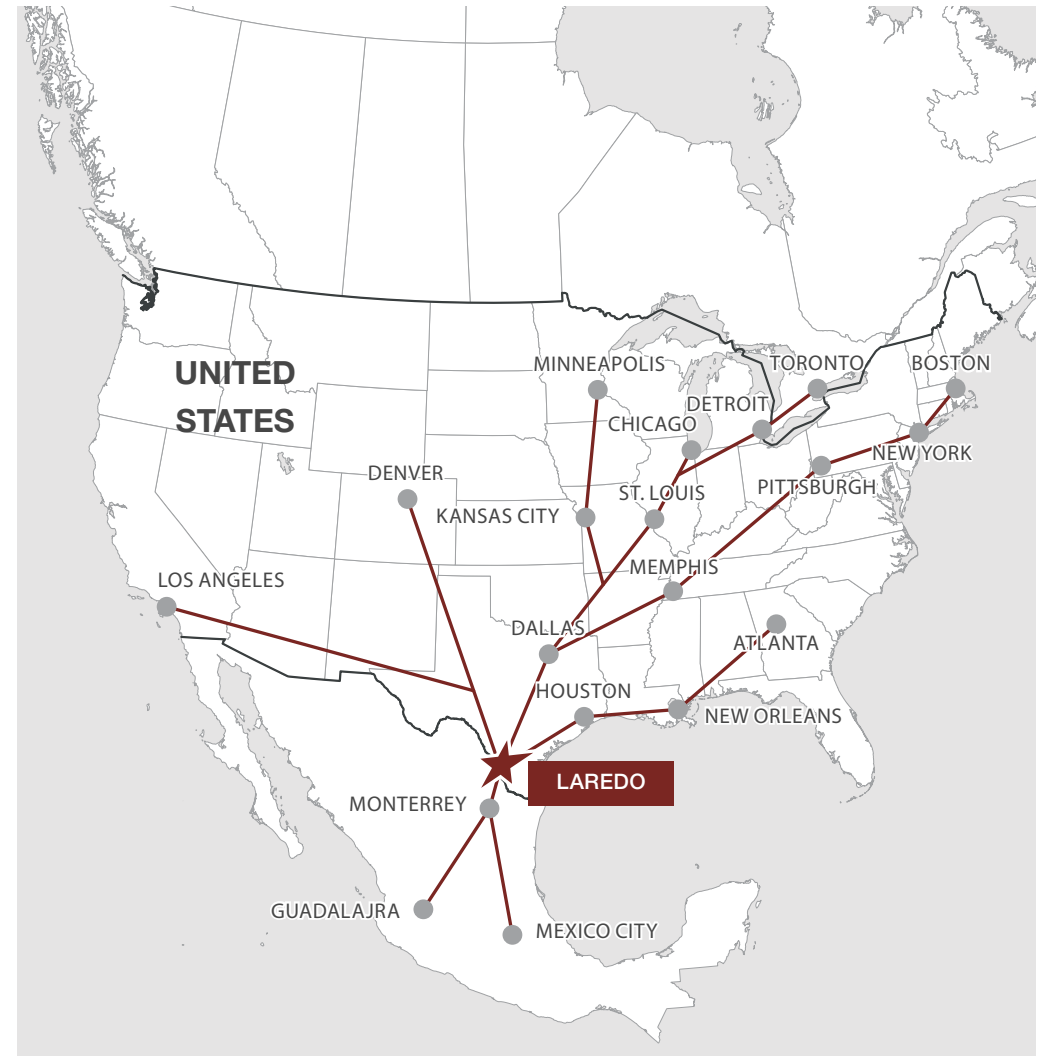 MINNEAPOLIS
TORONTO
BOSTON
UNITED
STATES
DETROIT
CHICAGO
NEW YORK
DENVER
ST. LOUIS
PITTSBURGH
KANSAS CITY
MEMPHIS
LOS ANGELES
DALLAS
ATLANTA
HOUSTON
NEW ORLEANS
LAREDO
MONTERREY
GUADALAJRA
MEXICO CITY